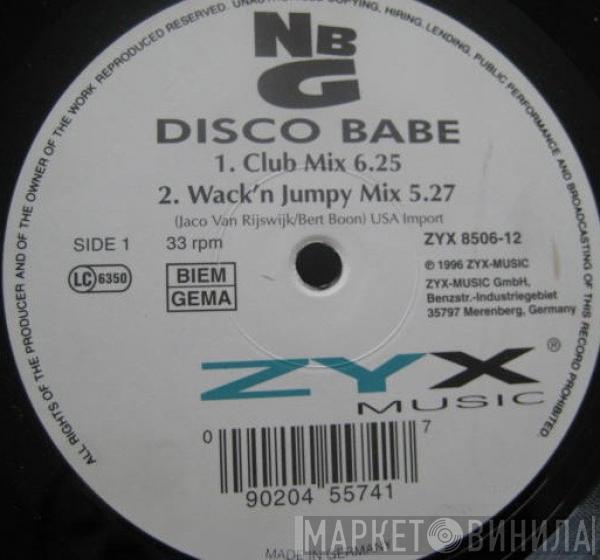 ALL RIGHTS OF THE PRODUCER AND OF THE OWNER OF THE WORK REPRODUCED RESERVED. UNAUTHORISED COPYING, HIRING, LENDING, PUBLIC PERFORMANCE AND BROADCASTING OF THIS RECORD PROHIBITED.
NB
G
DISCO BABE
1. Club Mix 6.25
2. Wack'n Jumpy Mix 5.27
(Jaco Van Rijswijk/Bert Boon) USA Import
SIDE 1 33 rpm
ZYX 8506-12
LC 6350
BIEM
GEMA
℗ © 1996 ZYX-MUSIC
ZYX-MUSIC GmbH,
Benzstr.-Industriegebiet
35797 Merenberg, Germany
ZYX®
MUSIC
0 7
90204 55741
MADE IN GERMANY
МАРКЕТ ВИНИЛА